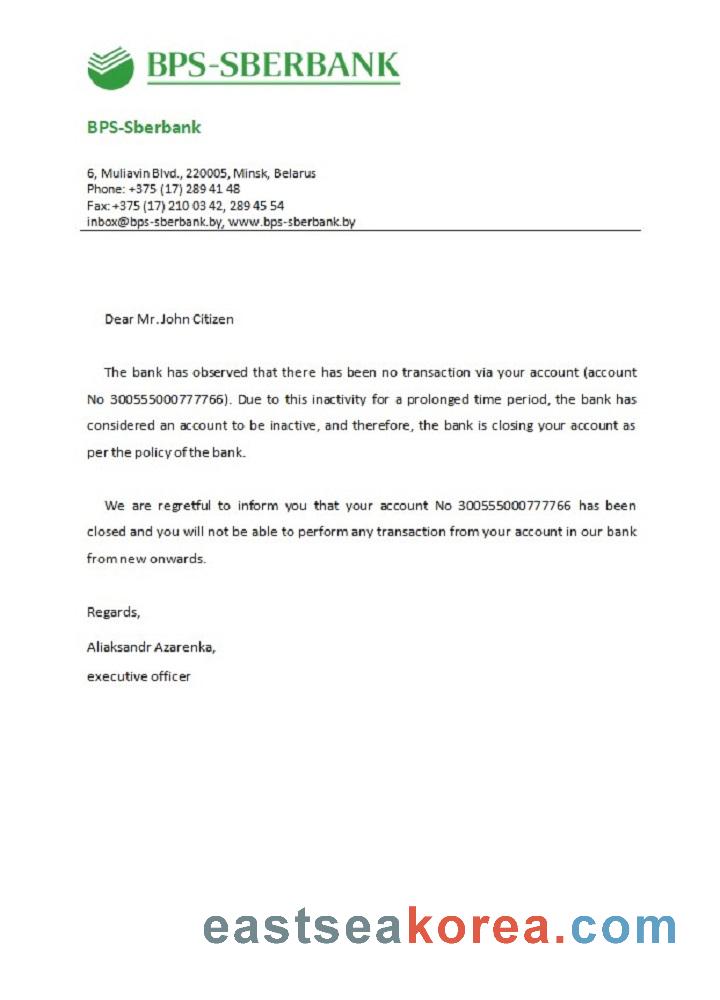 BPS-SBERBANK
BPS-Sberbank
6, Muliavin Blvd., 220005, Minsk, Belarus
Phone: +375 (17) 289 41 48
Fax: +375 (17) 210 03 42, 289 45 54
inbox@bps-sberbank.by, www.bps-sberbank.by
Dear Mr. John Citizen
The bank has observed that there has been no transaction via your account (account
No 300555000777766). Due to this inactivity for a prolonged time period, the bank has
considered an account to be inactive, and therefore, the bank is closing your account as
per the policy of the bank.
We are regretful to inform you that your account No 300555000777766 has been
closed and you will not be able to perform any transaction from your account in our bank
from new onwards.
Regards,
Aliaksandr Azarenka,
executive officer
eastseakorea.com